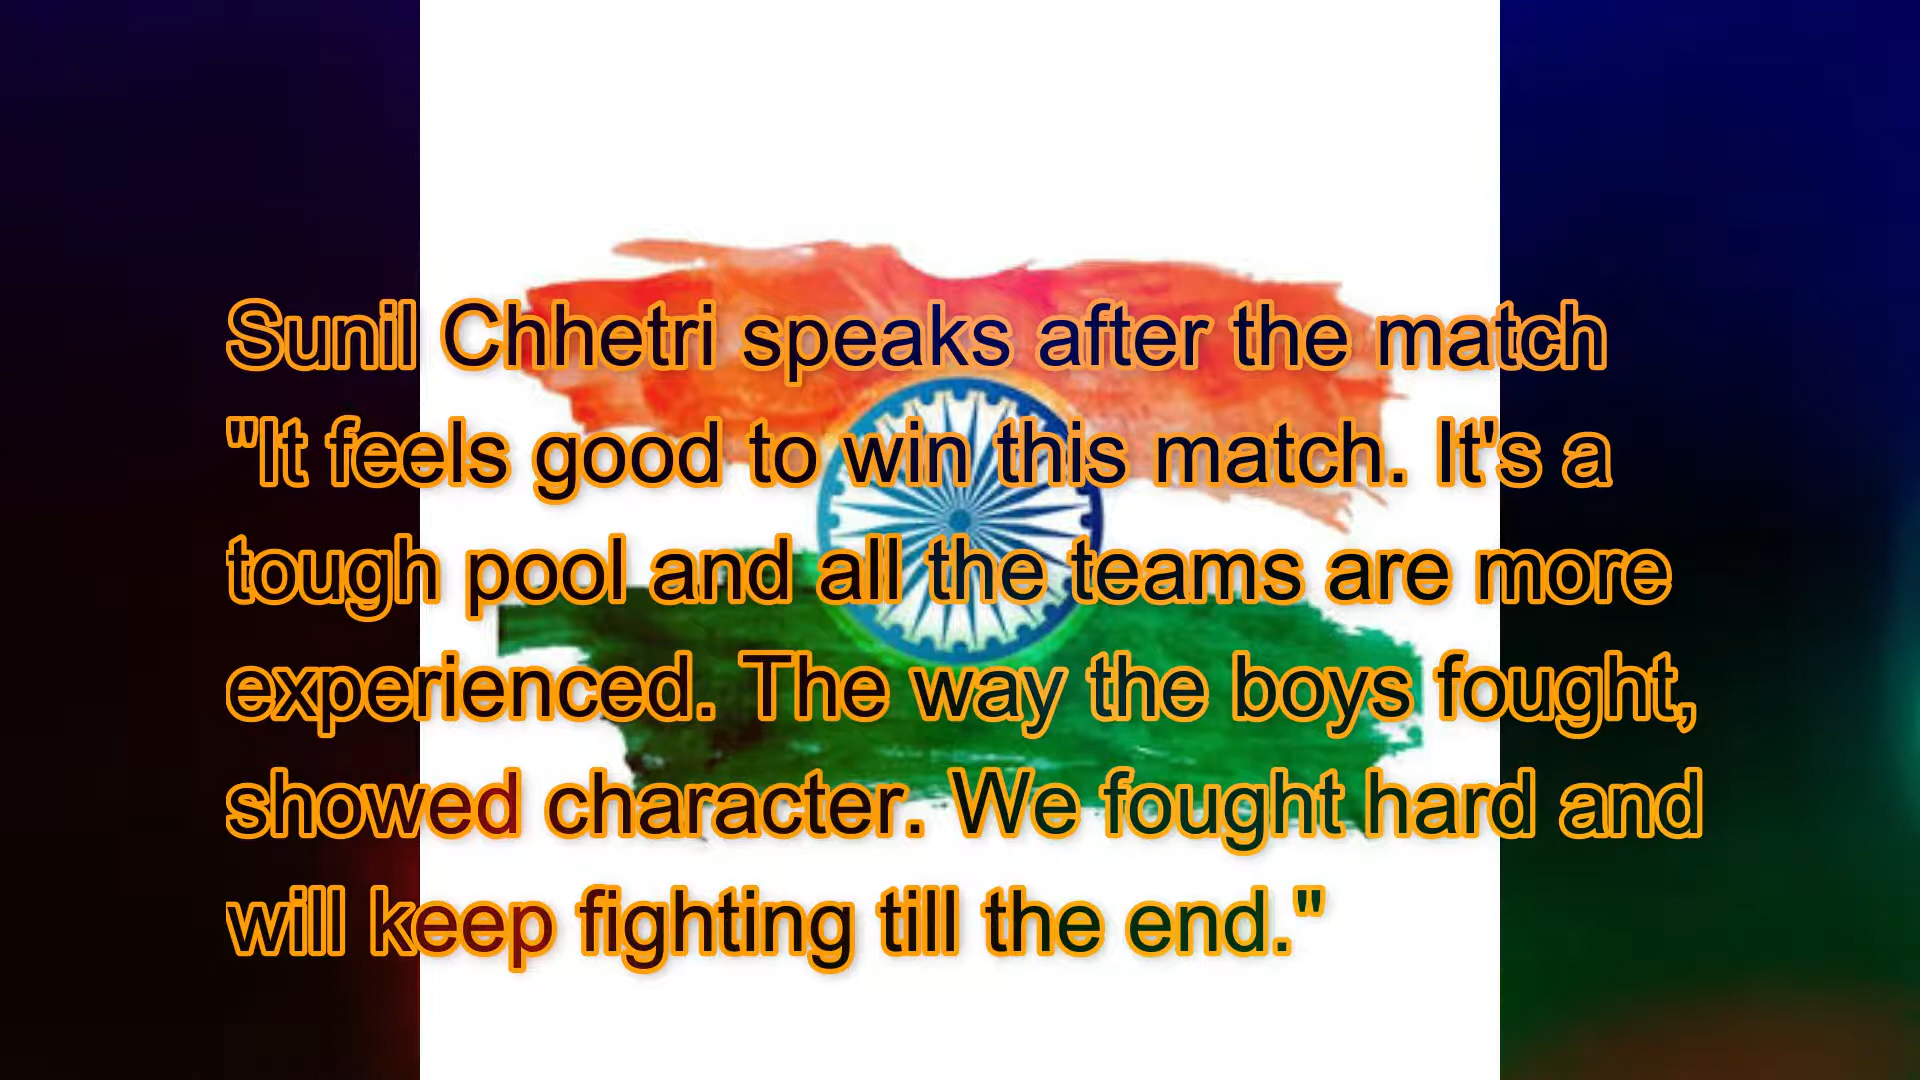 Sunil Chhetri speaks after the match
"It feels good to win this match. It's a
tough pool and all the teams are more
experienced. The way the boys fought,
showed character. We fought hard and
will keep fighting till the end."